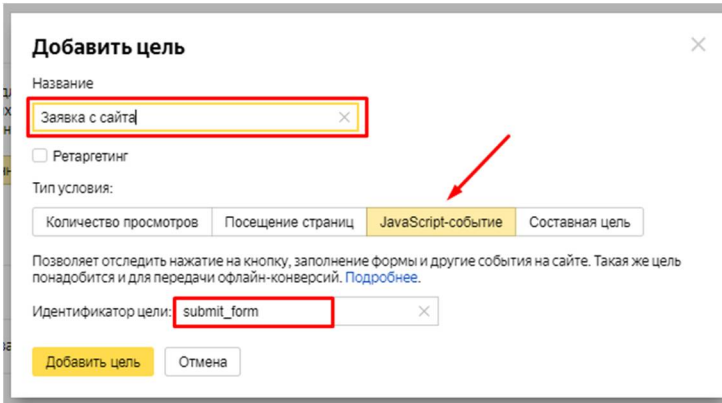 Добавить цель
Название
Заявка с сайта
Ретаргетинг
Тип условия:
Количество просмотров Посещение страниц JavaScript-событие Составная цель
Позволяет отследить нажатие на кнопку, заполнение формы и другие события на сайте. Такая же цель
понадобится и для передачи офлайн-конверсий. Подробнее.
Идентификатор цели: submit_form
Добавить цель Отмена